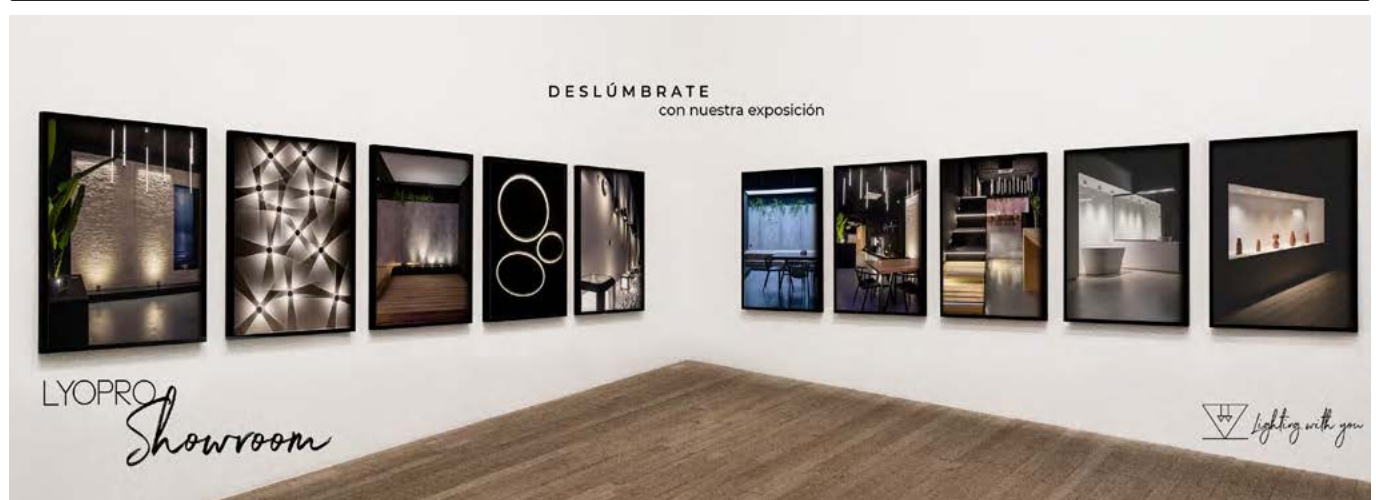 DESLÚMBRATE
con nuestra exposición
LYOPRO
Showroom
Lighting with you